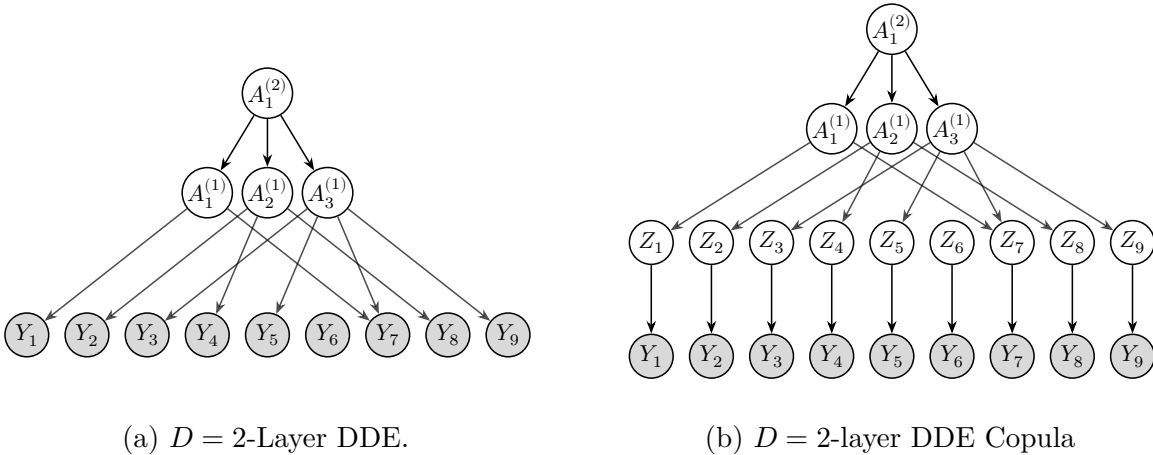 A_1^{(2)}
A_1^{(1)} A_2^{(1)} A_3^{(1)}
Y_1 Y_2 Y_3 Y_4 Y_5 Y_6 Y_7 Y_8 Y_9
(a) D = 2-Layer DDE.
A_1^{(2)}
A_1^{(1)} A_2^{(1)} A_3^{(1)}
Z_1 Z_2 Z_3 Z_4 Z_5 Z_6 Z_7 Z_8 Z_9
Y_1 Y_2 Y_3 Y_4 Y_5 Y_6 Y_7 Y_8 Y_9
(b) D = 2-layer DDE Copula